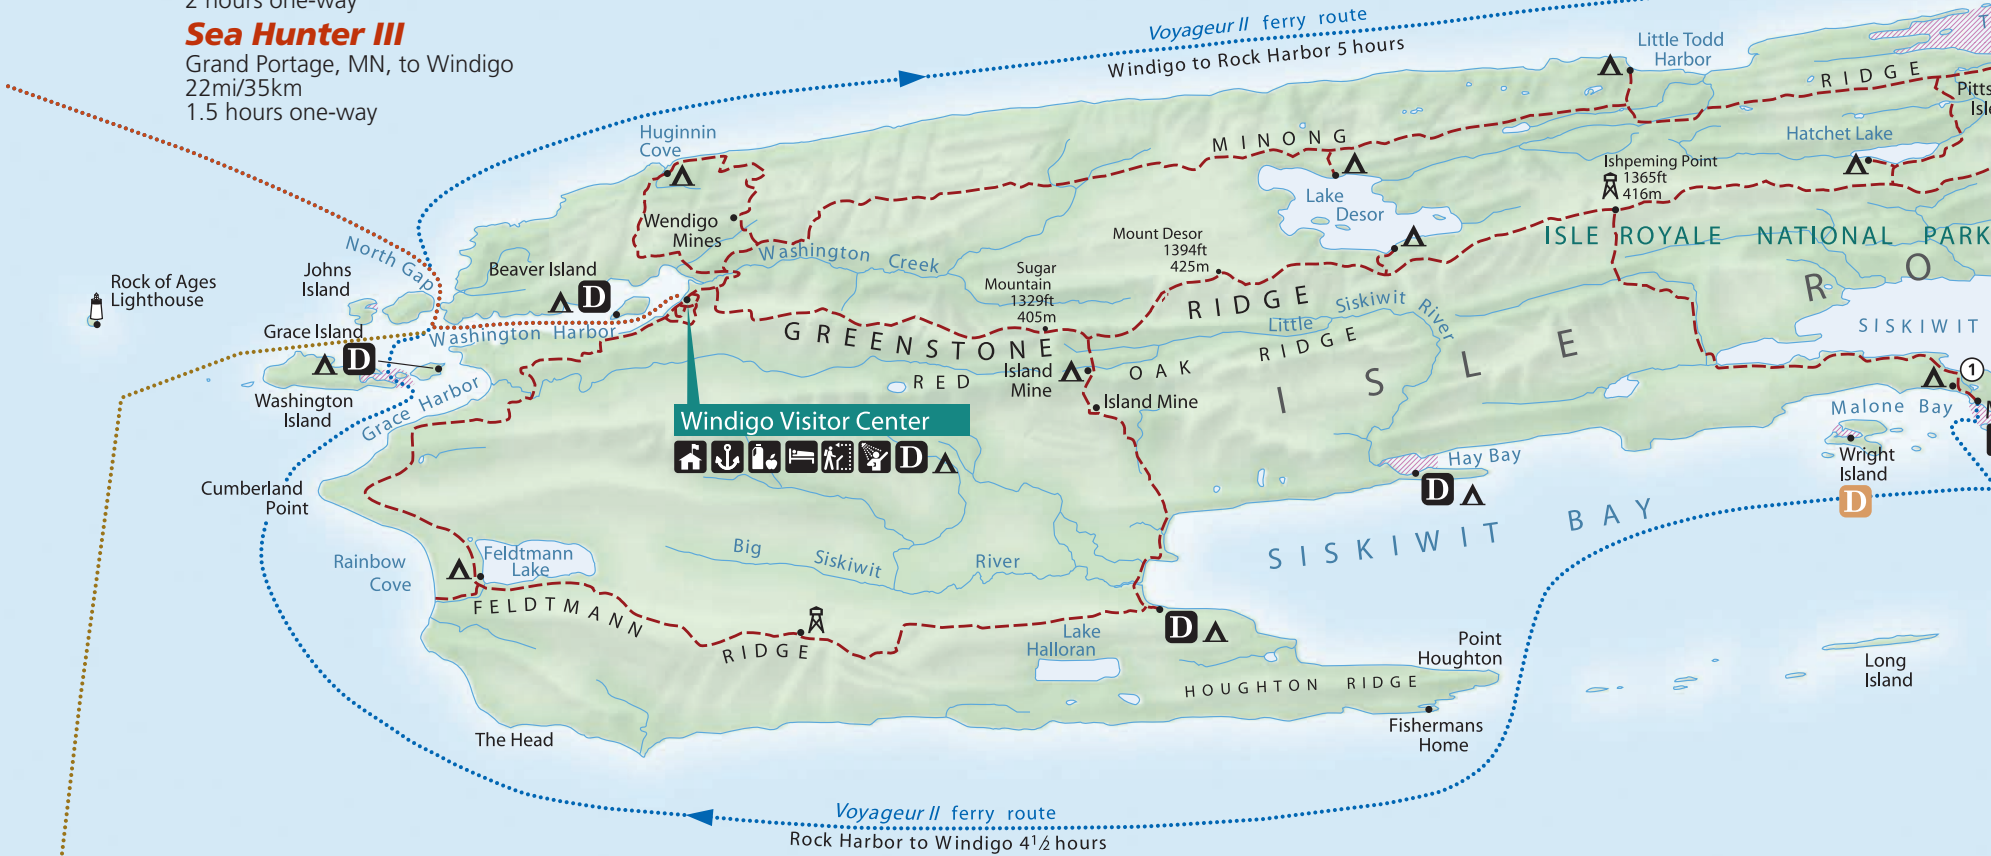 2 hours one-way
Sea Hunter III
Grand Portage, MN, to Windigo
22mi/35km
1.5 hours one-way
Voyageur II ferry route
Windigo to Rock Harbor 5 hours
Little Todd
Harbor
RIDGE
Pitts
Isle
Hatchet Lake
Huginnin
Cove
MINONG
Ishpeming Point
1365ft
416m
Lake
Desor
Wendigo
Mines
ISLE ROYALE NATIONAL PARK
North Gap
Washington Creek
Mount Desor
1394ft
425m
Johns
Island
Beaver Island
D
Sugar
Mountain
1329ft
405m
Rock of Ages
Lighthouse
RIDGE
Little Siskiwit River
ISLE RO
SISKIWIT
Grace Island
D
Washington Harbor
GREENSTONE
RED OAK RIDGE
Island
Mine
Island Mine
1
Washington
Island
Grace Harbor
Windigo Visitor Center
D
Malone Bay
Wright
Island
D
Hay Bay
D
Cumberland
Point
SISKIWIT BAY
Rainbow
Cove
Feldtmann
Lake
Big Siskiwit River
FELDTMANN
RIDGE
D
Lake
Halloran
Point
Houghton
Long
Island
HOUGHTON RIDGE
Fishermans
Home
The Head
Voyageur II ferry route
Rock Harbor to Windigo 4½ hours